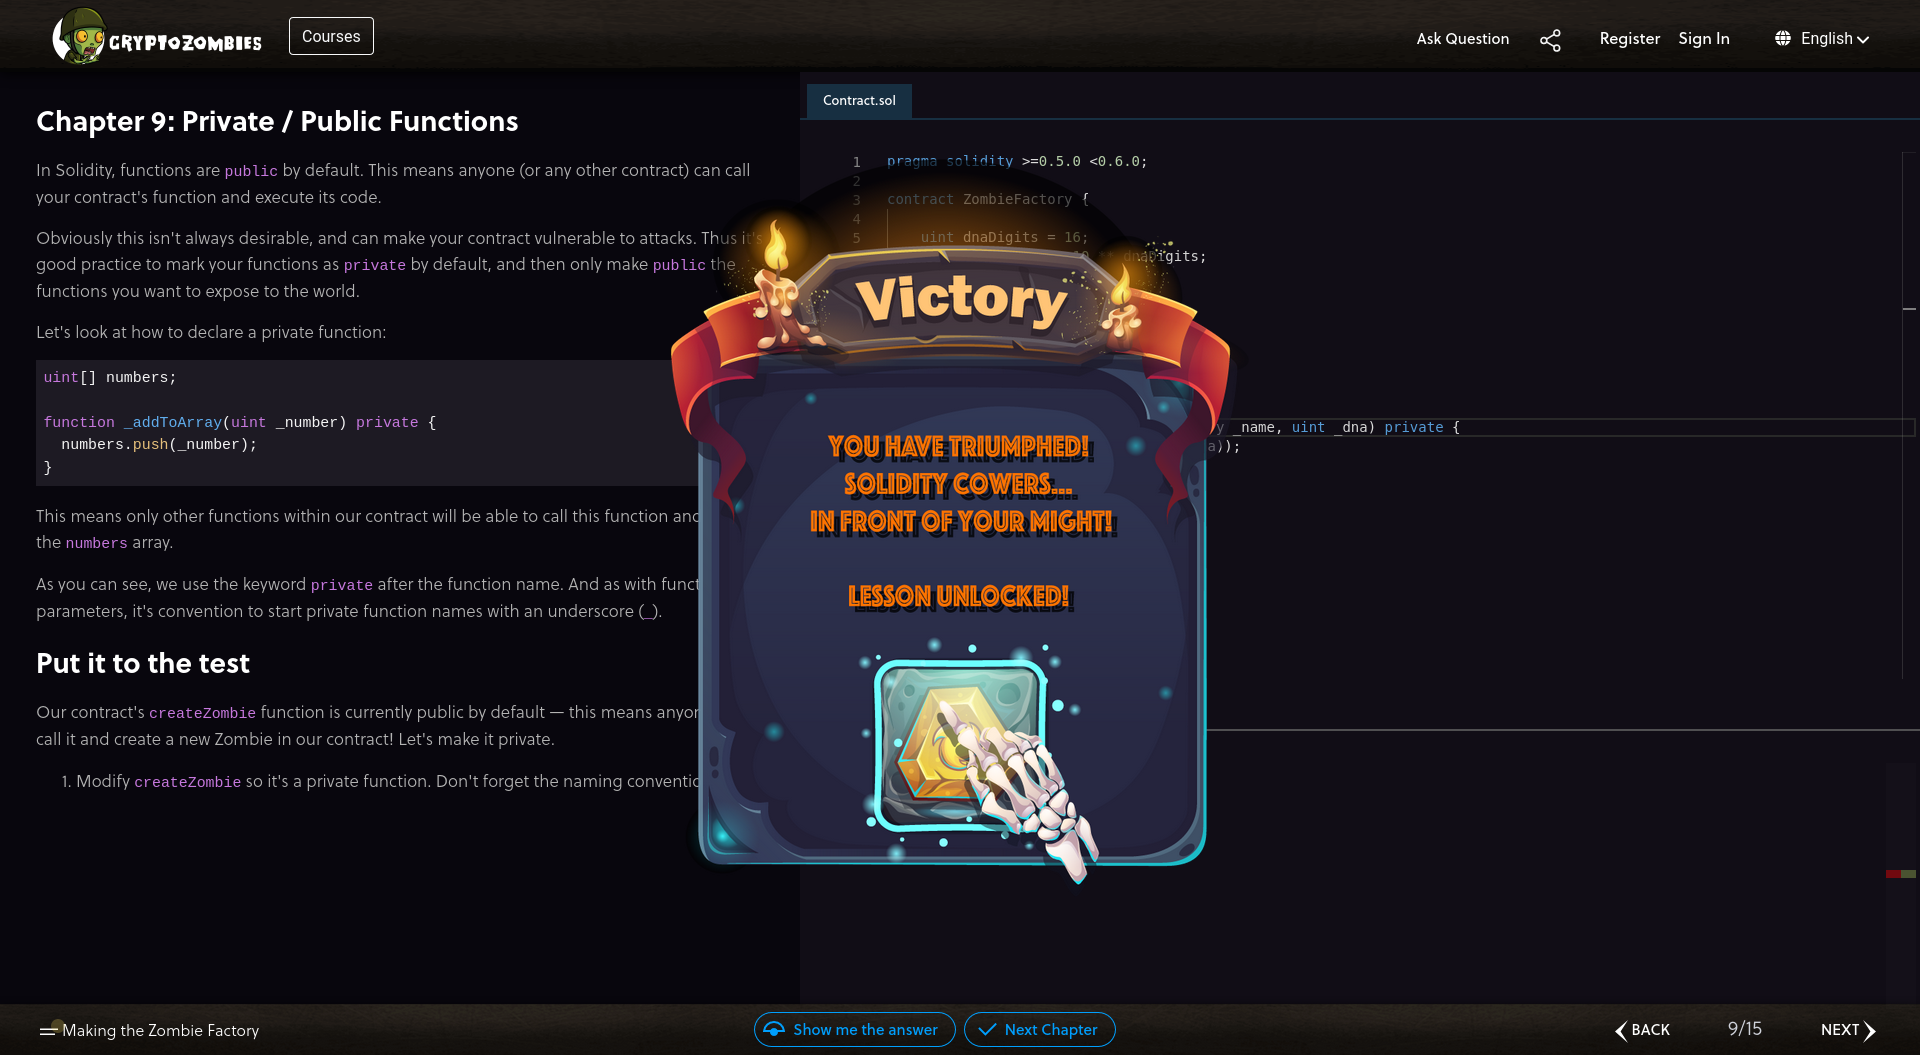 CRYPTOZOMBIES
Courses
Ask Question
Register
Sign In
English
Chapter 9: Private / Public Functions
In Solidity, functions are public by default. This means anyone (or any other contract) can call
your contract's function and execute its code.
Obviously this isn't always desirable, and can make your contract vulnerable to attacks. Thus it's
good practice to mark your functions as private by default, and then only make public the
functions you want to expose to the world.
Let's look at how to declare a private function:
uint[] numbers;
function _addToArray(uint _number) private {
numbers.push(_number);
}
This means only other functions within our contract will be able to call this function and
the numbers array.
As you can see, we use the keyword private after the function name. And as with
parameters, it's convention to start private function names with an underscore (_).
Put it to the test
Our contract's createZombie function is currently public by default — this means
call it and create a new Zombie in our contract! Let's make it private.
1. Modify createZombie so it's a private function. Don't forget the naming
Contract.sol
1 pragma solidity >=0.5.0 <0.6.0;
2
3 contract ZombieFactory {
4
5 uint dnaDigits = 16;
dnaDigits;
_name, uint _dna) private {
));
Victory
YOU HAVE TRIUMPHED!
SOLIDITY COWERS...
IN FRONT OF YOUR MIGHT!
LESSON UNLOCKED!
Making the Zombie Factory
Show me the answer
Next Chapter
BACK
9/15
NEXT